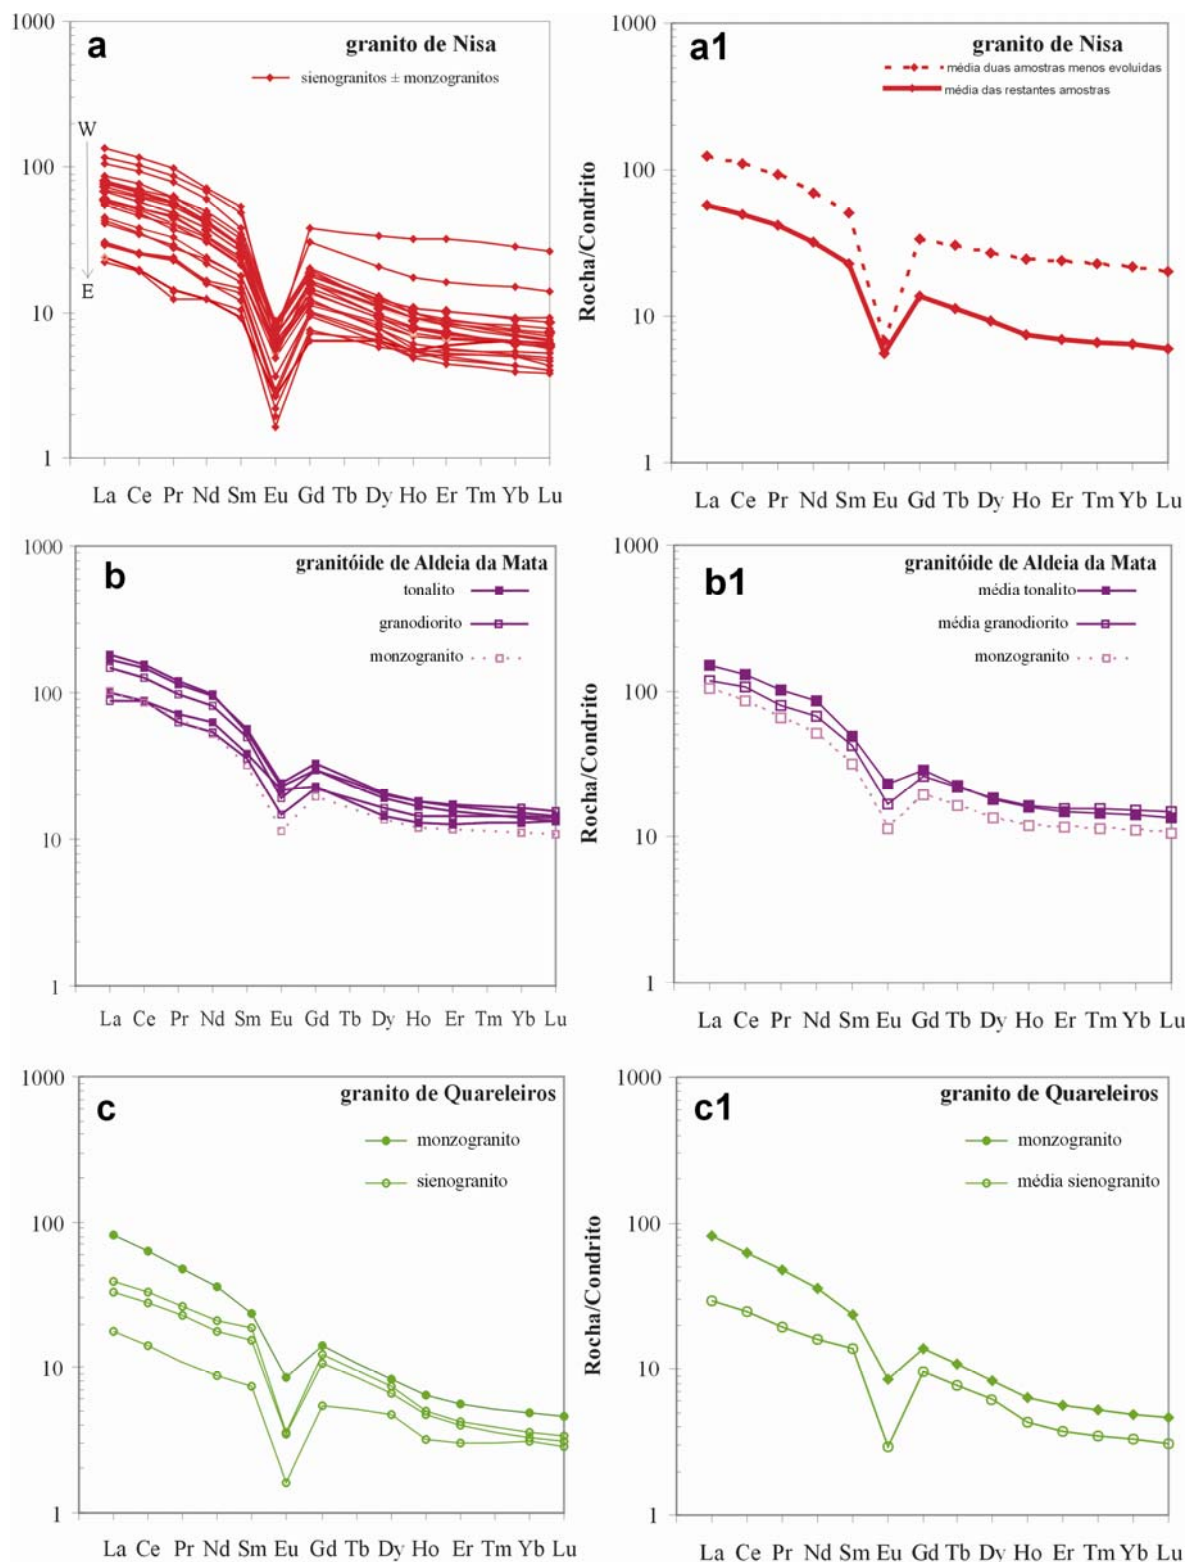 a
granito de Nisa
sienogranitos ± monzogranitos
W
E
1000
100
10
1
La Ce Pr Nd Sm Eu Gd Tb Dy Ho Er Tm Yb Lu
a1
granito de Nisa
média duas amostras menos evoluídas
média das restantes amostras
Rocha/Condrito
1000
100
10
1
La Ce Pr Nd Sm Eu Gd Tb Dy Ho Er Tm Yb Lu
b
granitóide de Aldeia da Mata
tonalito
granodiorito
monzogranito
1000
100
10
1
La Ce Pr Nd Sm Eu Gd Tb Dy Ho Er Tm Yb Lu
b1
granitóide de Aldeia da Mata
média tonalito
média granodiorito
monzogranito
Rocha/Condrito
1000
100
10
1
La Ce Pr Nd Sm Eu Gd Tb Dy Ho Er Tm Yb Lu
c
granito de Quareleiros
monzogranito
sienogranito
1000
100
10
1
La Ce Pr Nd Sm Eu Gd Tb Dy Ho Er Tm Yb Lu
c1
granito de Quareleiros
monzogranito
média sienogranito
Rocha/Condrito
1000
100
10
1
La Ce Pr Nd Sm Eu Gd Tb Dy Ho Er Tm Yb Lu